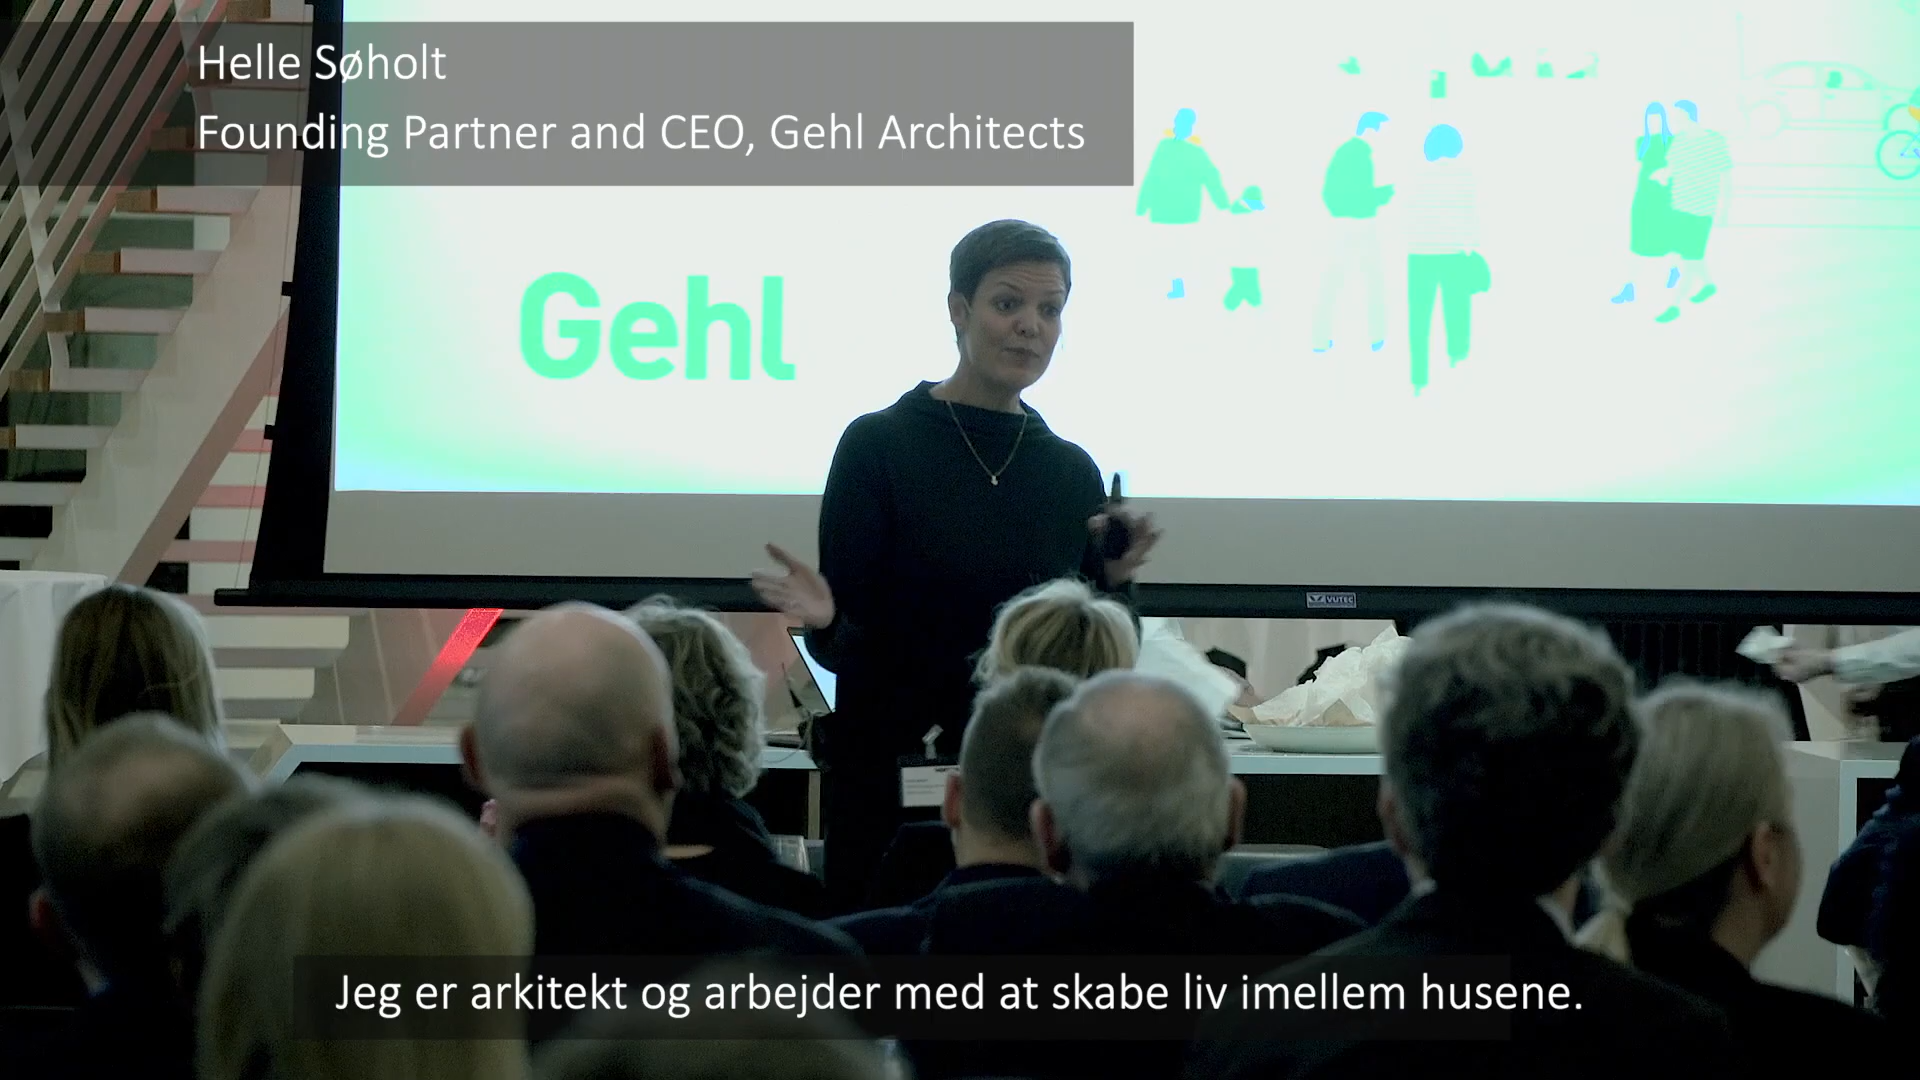 Helle Søholt
Founding Partner and CEO, Gehl Architects
Gehl
VUTEC
Jeg er arkitekt og arbejder med at skabe liv imellem husene.